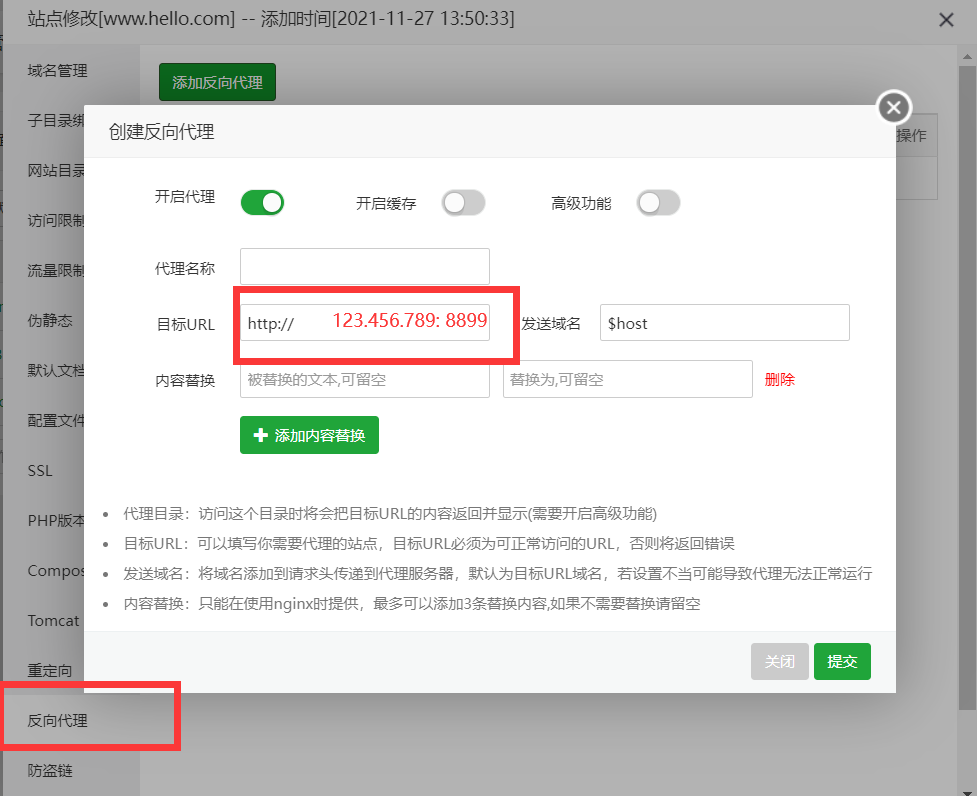 站点修改[www.hello.com] -- 添加时间[2021-11-27 13:50:33]
域名管理
添加反向代理
子目录绑
创建反向代理
操作
网站目录
开启代理
开启缓存
高级功能
访问限制
流量限制
代理名称
伪静态
目标URL
http://
123.456.789: 8899
发送域名
$host
默认文档
内容替换
被替换的文本,可留空
替换为,可留空
删除
配置文件
添加内容替换
SSL
PHP版本
代理目录：访问这个目录时将会把目标URL的内容返回并显示(需要开启高级功能)
目标URL：可以填写你需要代理的站点，目标URL必须为可正常访问的URL，否则将返回错误
Compos
发送域名：将域名添加到请求头传递到代理服务器，默认为目标URL域名，若设置不当可能导致代理无法正常运行
内容替换：只能在使用nginx时提供，最多可以添加3条替换内容,如果不需要替换请留空
Tomcat
重定向
关闭
提交
反向代理
防盗链